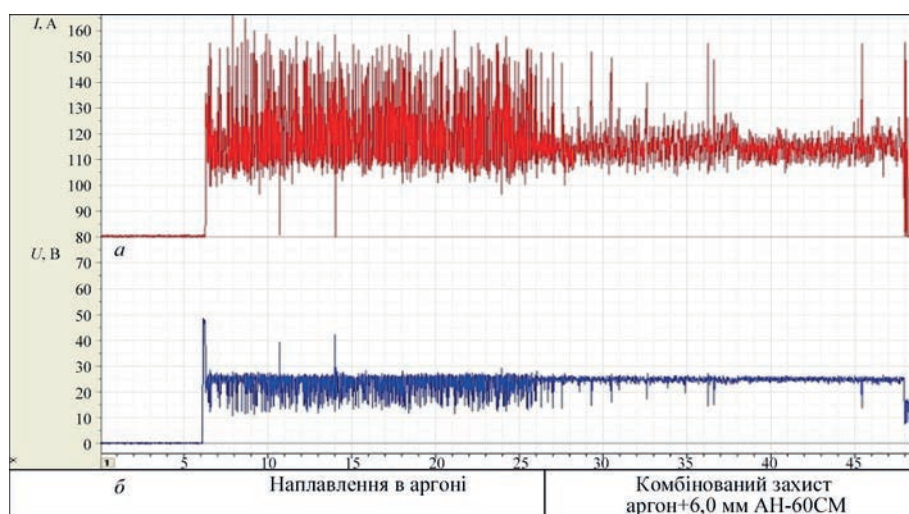 I, А
160
150
140
130
120
110
100
90
80
а
U, В
70
60
50
40
30
20
10
0
1 5 10 15 20 25 30 35 40 45
б
Наплавлення в аргоні
Комбінований захист
аргон+6,0 мм АН-60СМ